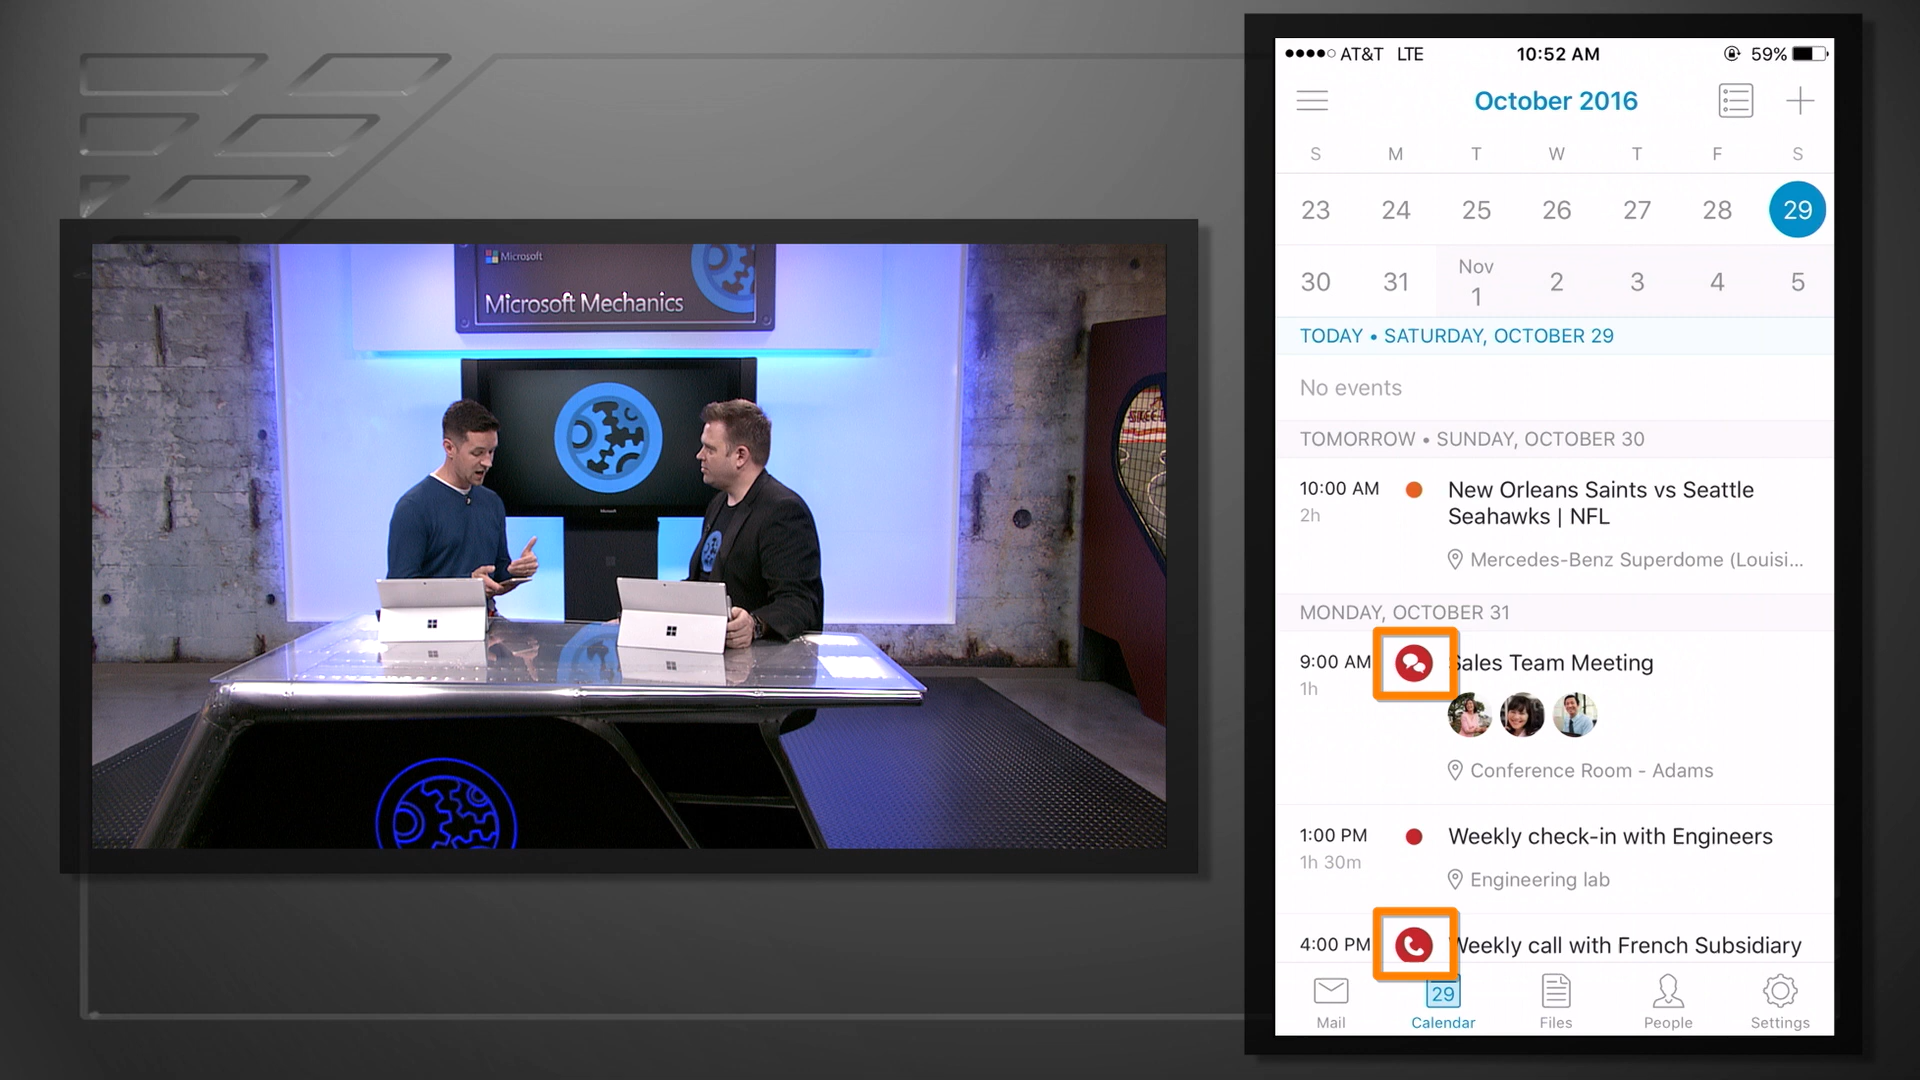 Microsoft
Microsoft Mechanics
Microsoft
AT&T LTE 10:52 AM 59%
October 2016
S M T W T F S
23 24 25 26 27 28 29
30 31 Nov 1 2 3 4 5
TODAY • SATURDAY, OCTOBER 29
No events
TOMORROW • SUNDAY, OCTOBER 30
10:00 AM New Orleans Saints vs Seattle
2h Seahawks | NFL
Mercedes-Benz Superdome (Louisi...
MONDAY, OCTOBER 31
9:00 AM Sales Team Meeting
1h
Conference Room - Adams
1:00 PM Weekly check-in with Engineers
1h 30m
Engineering lab
4:00 PM Weekly call with French Subsidiary
29
Mail Calendar Files People Settings